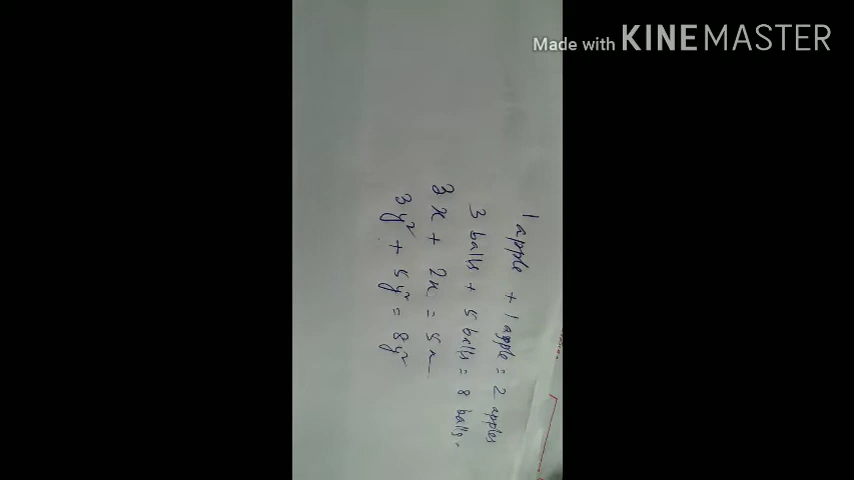 Made with KINEMASTER
1 apple + 1 apple = 2 apples
3 balls + 5 balls = 8 balls.
3x + 2x = 5x
3y² + 5y² = 8y²